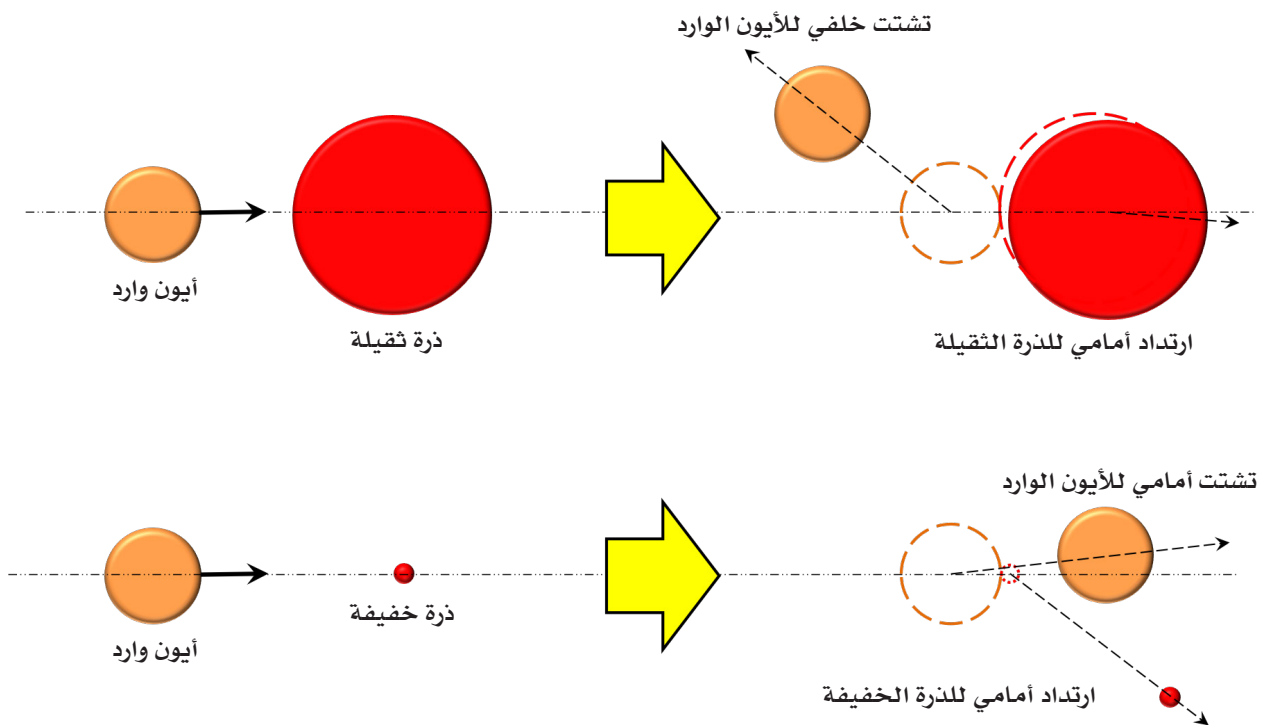 تشتت خلفي للأيون الوارد
أيون وارد
ذرة ثقيلة
ارتداد أمامي للذرة الثقيلة
تشتت أمامي للأيون الوارد
ذرة خفيفة
أيون وارد
ارتداد أمامي للذرة الخفيفة